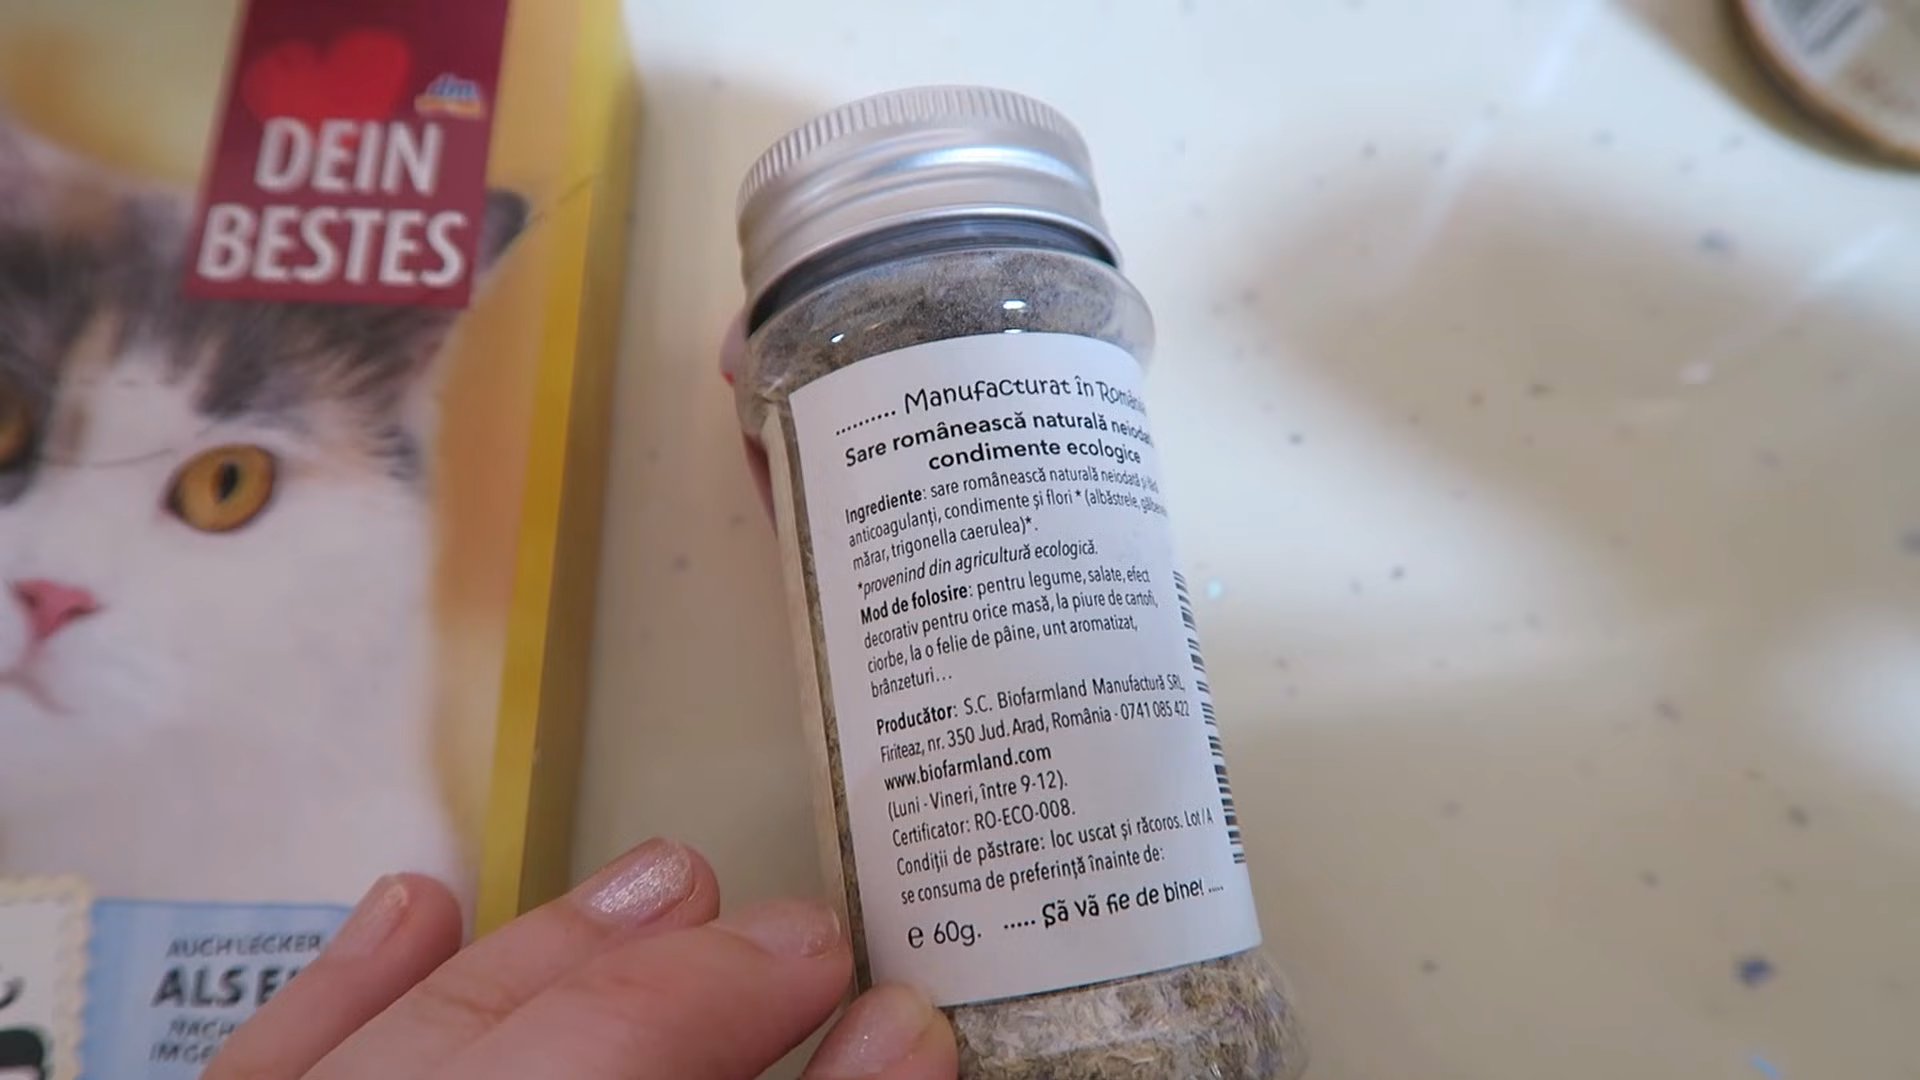 dm
DEIN
BESTES
AUCH LECKER
ALS
.......... Manufacturat în România
Sare românească naturală
condimente ecologice
Ingrediente: sare românească naturală neiodată și fără
anticoagulanți, condimente și flori * (albăstrele,
mărar, trigonella caerulea)*.
*provenind din agricultură ecologică.
Mod de folosire: pentru legume, salate, efect
decorativ pentru orice masă, la piure de cartofi,
ciorbe, la o felie de pâine, unt aromatizat,
brânzeturi...
Producător: S.C. Biofarmland Manufactură SRL,
Firiteaz, nr. 350 Jud. Arad, România - 0741 085 422
www.biofarmland.com
(Luni - Vineri, între 9-12).
Certificator: RO-ECO-008.
Condiții de păstrare: loc uscat și răcoros. Lot / A
se consuma de preferință înainte de:
e 60g. ..... Să vă fie de bine! .....